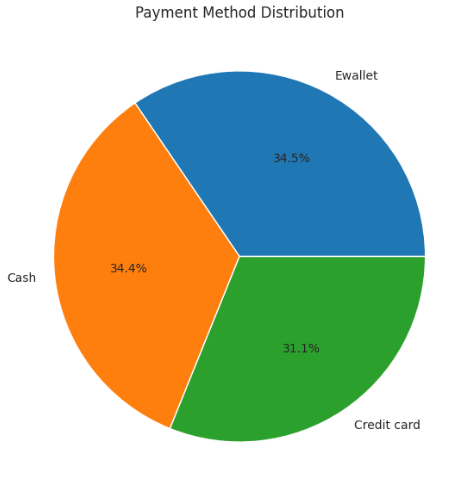 Payment Method Distribution
Ewallet
34.5%
34.4%
Cash
31.1%
Credit card